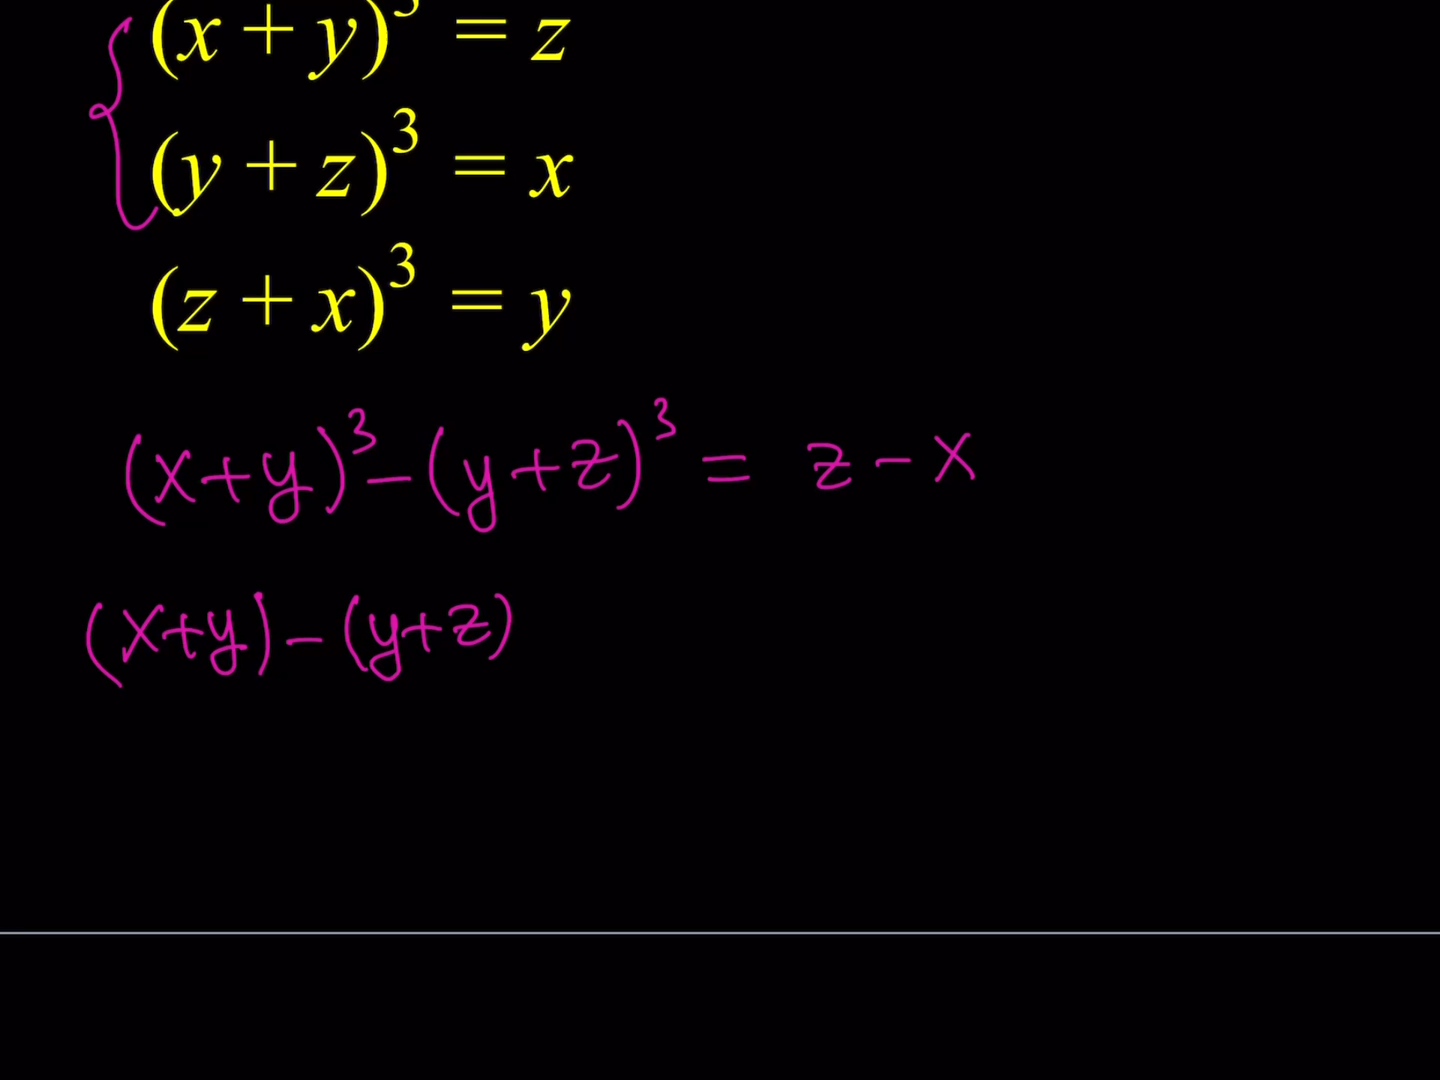 (x + y)³ = z
(y + z)³ = x
(z + x)³ = y
(x+y)³-(y+z)³ = z - x
(x+y)-(y+z)